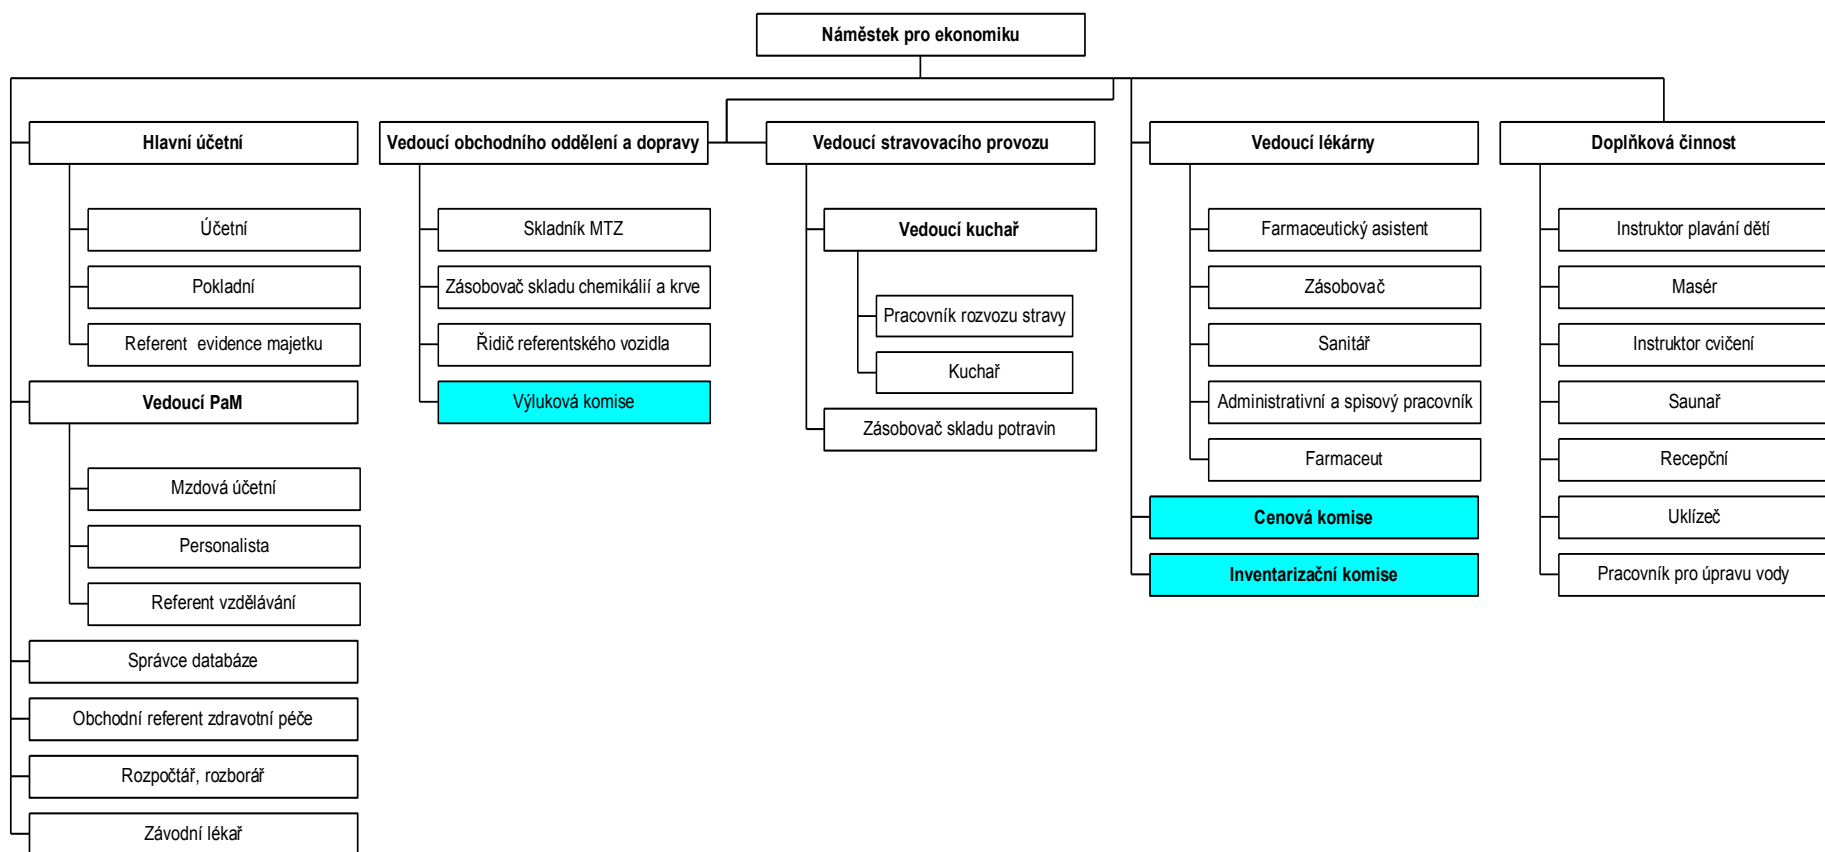 Náměstek pro ekonomiku
Hlavní účetní
Účetní
Pokladní
Referent evidence majetku
Vedoucí PaM
Mzdová účetní
Personalista
Referent vzdělávání
Správce databáze
Obchodní referent zdravotní péče
Rozpočtář, rozborář
Závodní lékař
Vedoucí obchodního oddělení a dopravy
Skladník MTZ
Zásobovač skladu chemikálií a krve
Řidič referentského vozidla
Výluková komise
Vedoucí stravovacího provozu
Vedoucí kuchař
Pracovník rozvozu stravy
Kuchař
Zásobovač skladu potravin
Vedoucí lékárny
Farmaceutický asistent
Zásobovač
Sanitář
Administrativní a spisový pracovník
Farmaceut
Cenová komise
Inventarizační komise
Doplňková činnost
Instruktor plavání dětí
Masér
Instruktor cvičení
Saunař
Recepční
Uklízeč
Pracovník pro úpravu vody